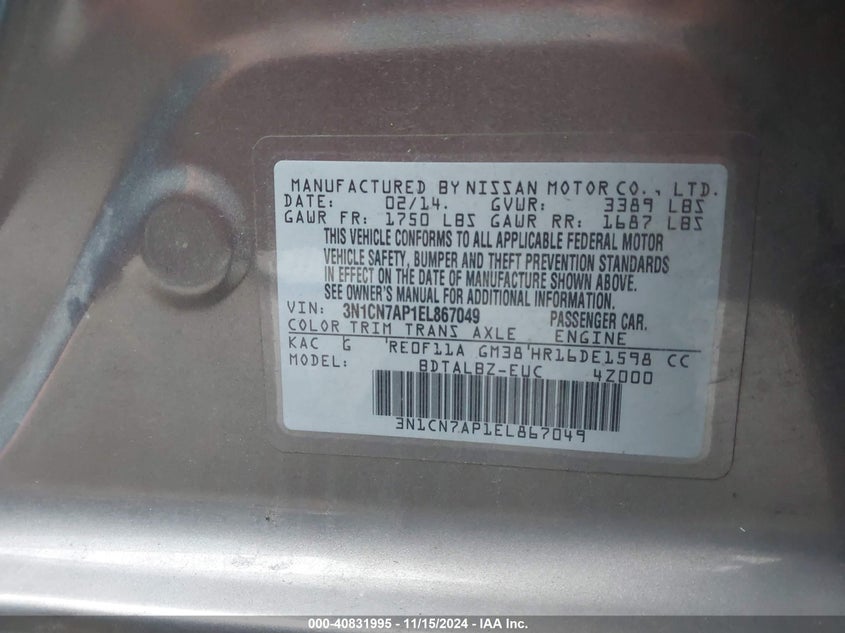 MANUFACTURED BY NISSAN MOTOR CO., LTD.
DATE: 02/14. GVWR: 3389 LBS
GAWR FR: 1750 LBS GAWR RR: 1687 LBS
THIS VEHICLE CONFORMS TO ALL APPLICABLE FEDERAL MOTOR
VEHICLE SAFETY, BUMPER AND THEFT PREVENTION STANDARDS
IN EFFECT ON THE DATE OF MANUFACTURE SHOWN ABOVE.
SEE OWNER'S MANUAL FOR ADDITIONAL INFORMATION.
VIN: 3N1CN7AP1EL867049 PASSENGER CAR.
COLOR TRIM TRANS AXLE ENGINE
KAC G 'RE0F11A GM38'HR16DE1598 CC
MODEL: BDTALBZ-EUC 4Z000
3N1CN7AP1EL867049
000-40831995 - 11/15/2024 - IAA, Inc.